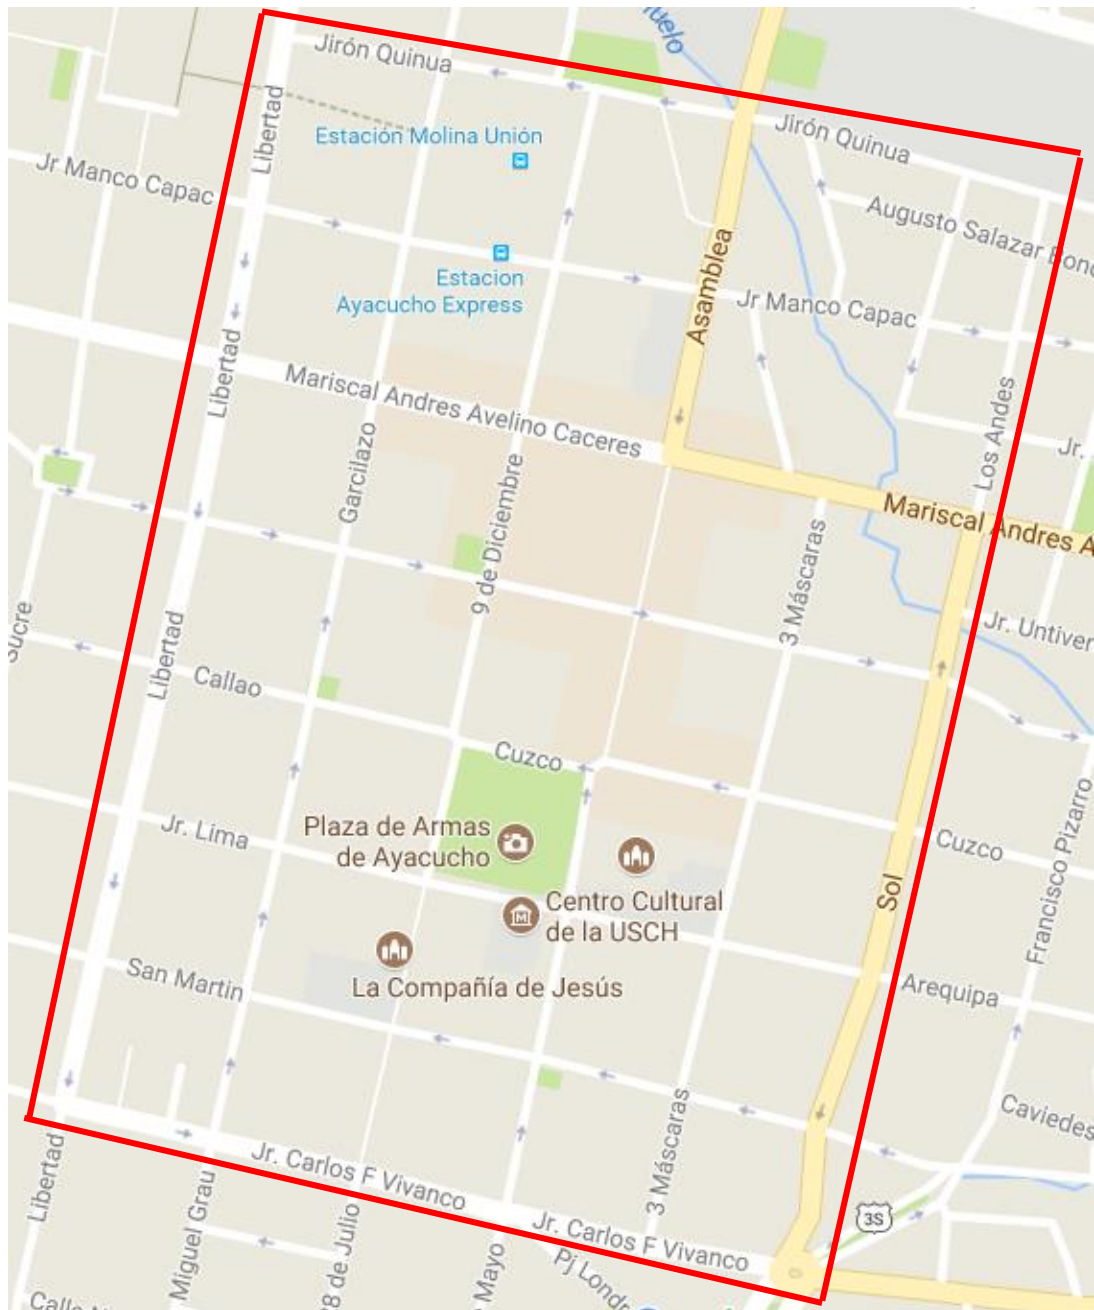 uelo
Jirón Quinua
Libertad
Estación Molina Unión
Jirón Quinua
Jr Manco Capac
Augusto Salazar Bond
Asamblea
Estacion
Ayacucho Express
Jr Manco Capac
Libertad
Mariscal Andres Avelino Caceres
Los Andes
Jr.
Garcilazo
9 de Diciembre
Mariscal Andres A
3 Máscaras
Sucre
Libertad
Jr. Untiver
Callao
Cuzco
Plaza de Armas
de Ayacucho
Jr. Lima
Cuzco
Francisco Pizarro
Sol
Centro Cultural
de la USCH
La Compañía de Jesús
San Martin
Arequipa
3 Máscaras
Caviedes
Libertad
Jr. Carlos F Vivanco
Miguel Grau
28 de Julio
3S
Jr. Carlos F Vivanco
Mayo
Pj Londr